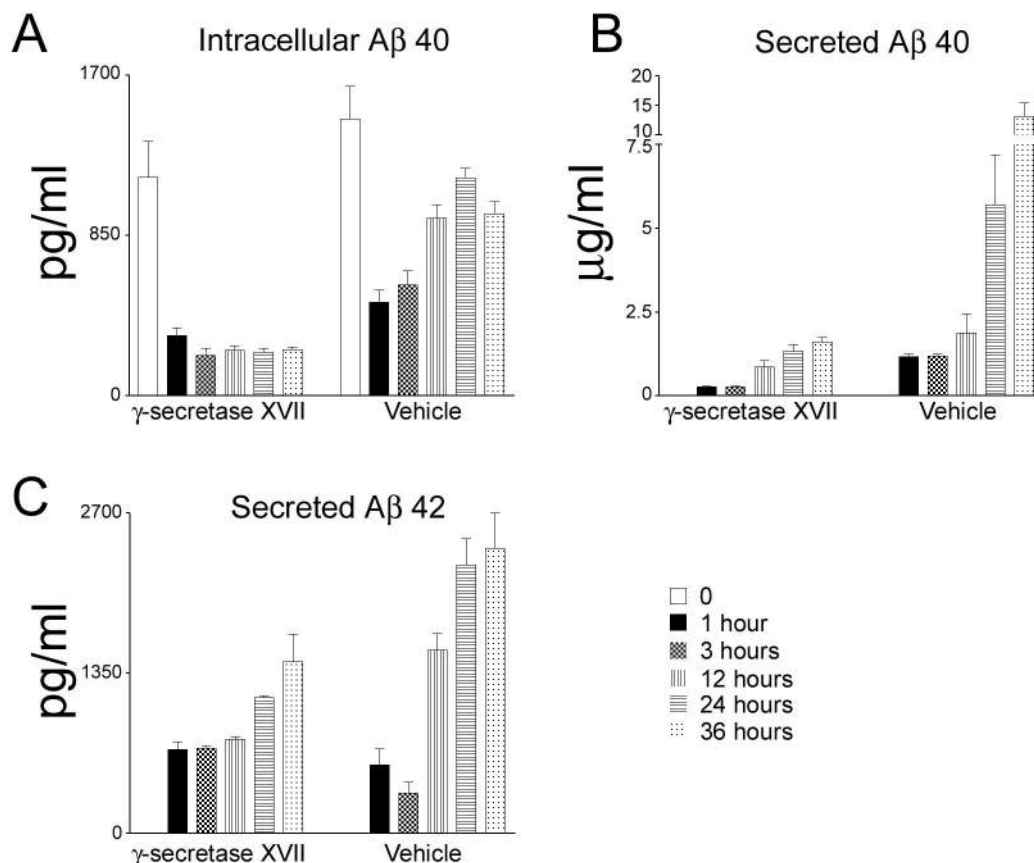 A
Intracellular Aβ 40
pg/ml
1700
850
0
γ-secretase XVII Vehicle
B
Secreted Aβ 40
μg/ml
20
15
10
7.5
5
2.5
0
γ-secretase XVII Vehicle
C
Secreted Aβ 42
pg/ml
2700
1350
0
γ-secretase XVII Vehicle
0
1 hour
3 hours
12 hours
24 hours
36 hours